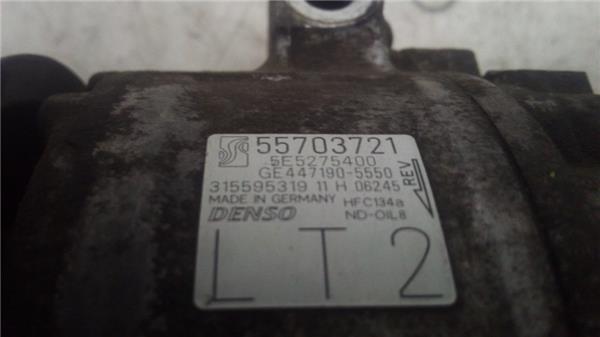 55703721
5E5275400
GE447190-5550
315595319 11 H 06245
MADE IN GERMANY HFC134a
DENSO ND-OIL8
REV
LT2